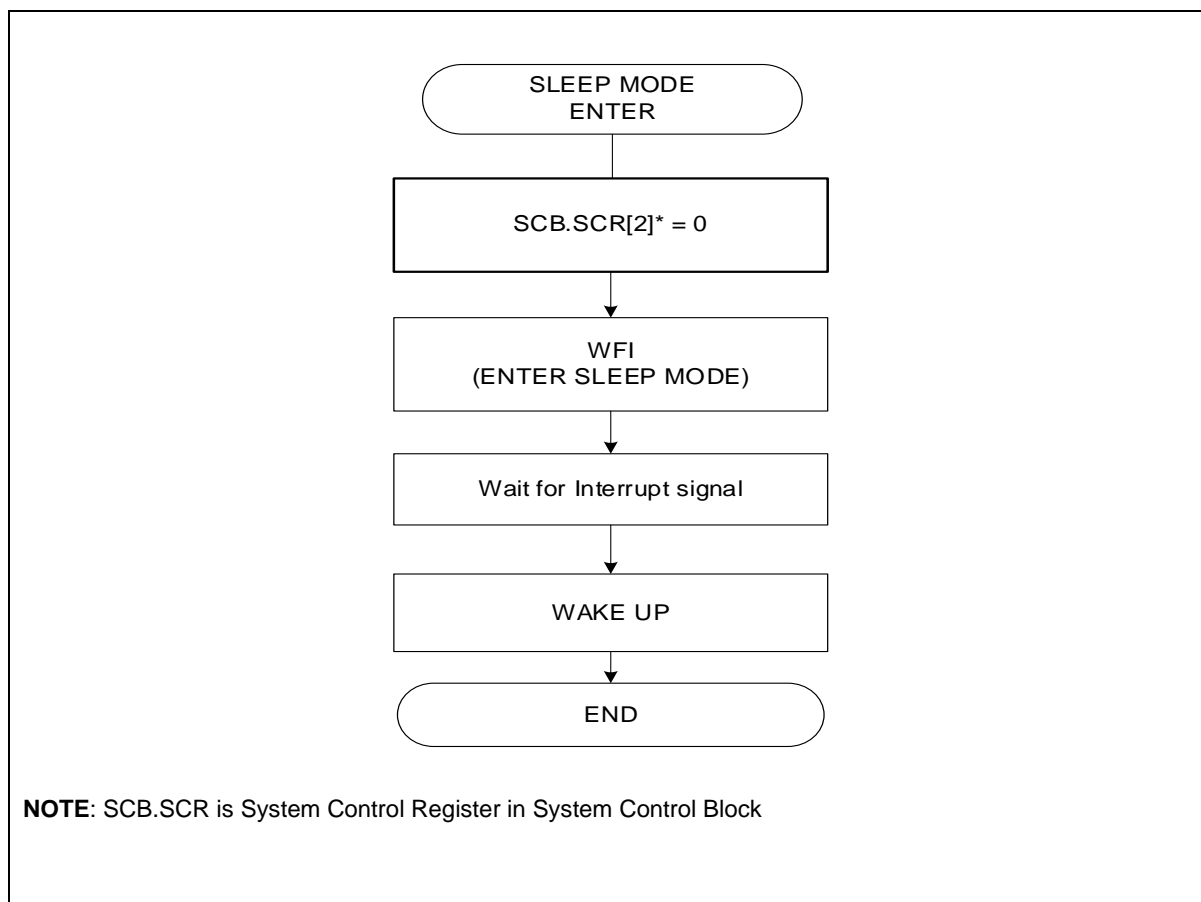 SLEEP MODE
ENTER
SCB.SCR[2]* = 0
WFI
(ENTER SLEEP MODE)
Wait for Interrupt signal
WAKE UP
END
NOTE: SCB.SCR is System Control Register in System Control Block